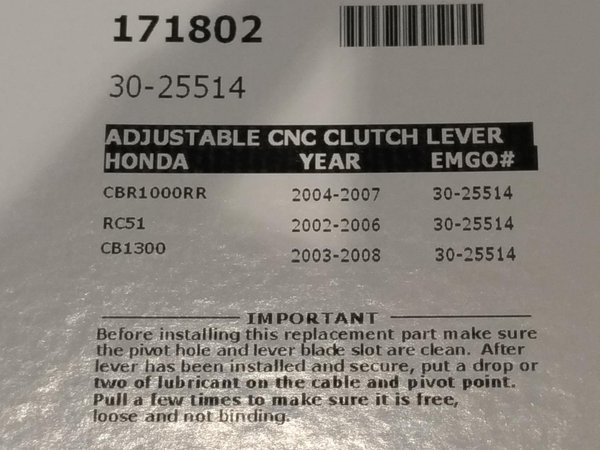 171802
30-25514
ADJUSTABLE CNC CLUTCH LEVER
HONDA YEAR EMGO#
CBR1000RR 2004-2007 30-25514
RC51 2002-2006 30-25514
CB1300 2003-2008 30-25514
IMPORTANT
Before installing this replacement part make sure
the pivot hole and lever blade slot are clean. After
lever has been installed and secure, put a drop or
two of lubricant on the cable and pivot point.
Pull a few times to make sure it is free,
loose and not binding.